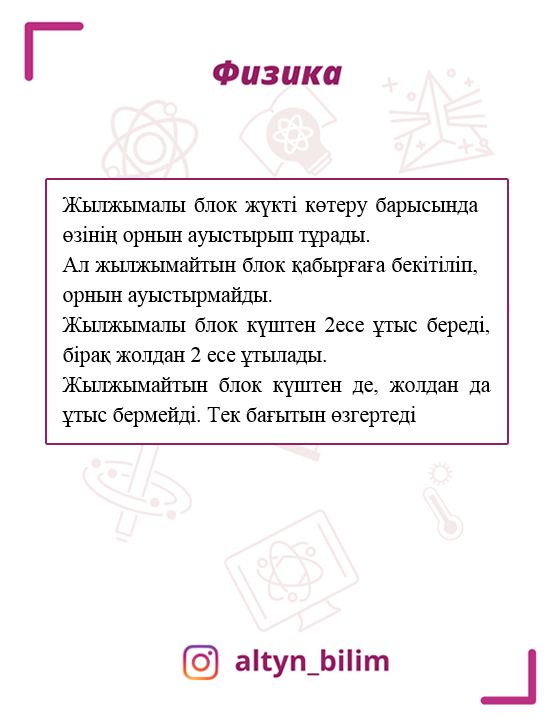 Физика
Жылжымалы блок жүкті көтеру барысында
өзінің орнын ауыстырып тұрады.
Ал жылжымайтын блок қабырғаға бекітіліп,
орнын ауыстырмайды.
Жылжымалы блок күштен 2есе ұтыс береді,
бірақ жолдан 2 есе ұтылады.
Жылжымайтын блок күштен де, жолдан да
ұтыс бермейді. Тек бағытын өзгертеді
altyn_bilim